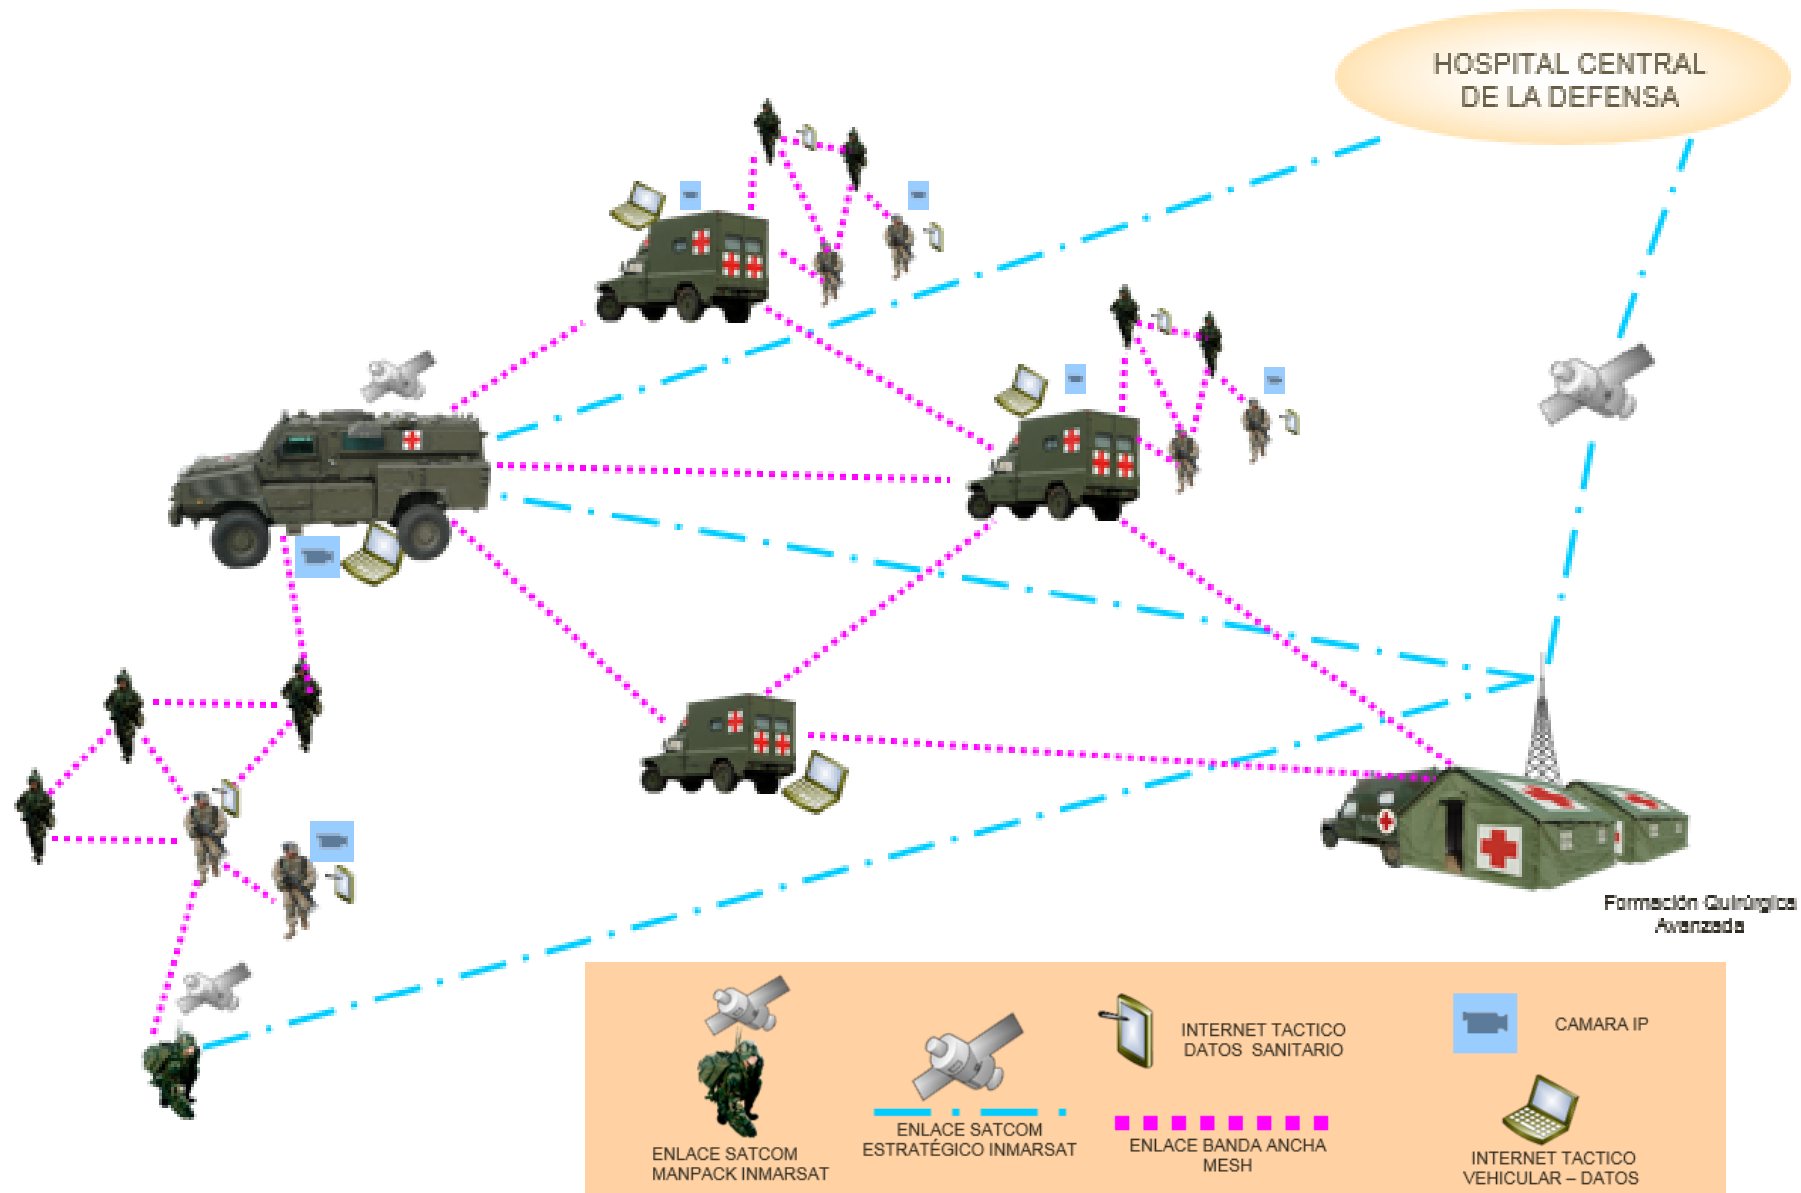 HOSPITAL CENTRAL
DE LA DEFENSA
Formación Quirúrgica
Avanzada
ENLACE SATCOM
MANPACK INMARSAT
ENLACE SATCOM
ESTRATÉGICO INMARSAT
INTERNET TACTICO
DATOS SANITARIO
ENLACE BANDA ANCHA
MESH
CAMARA IP
INTERNET TACTICO
VEHICULAR – DATOS